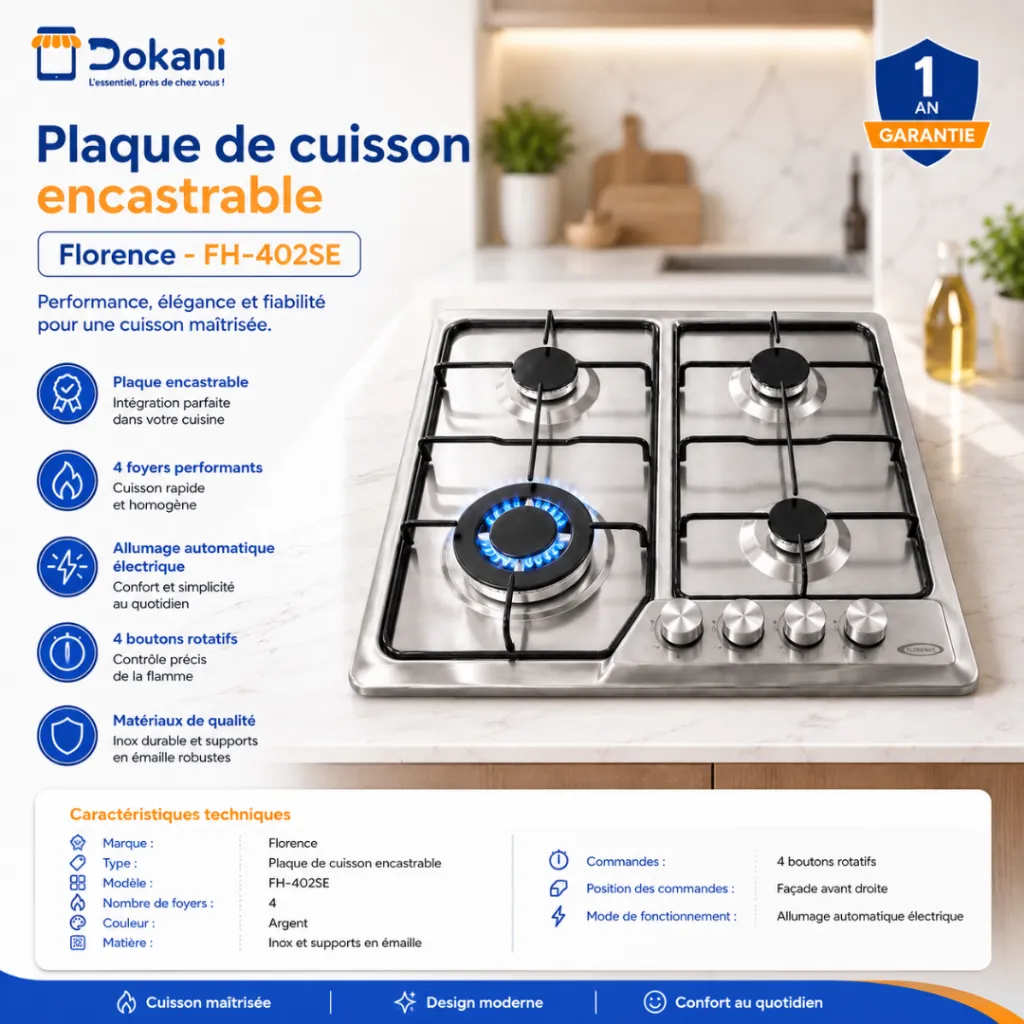 Dokani
L'essentiel, près de chez vous !
1
AN
GARANTIE
Plaque de cuisson
encastrable
Florence - FH-402SE
Performance, élégance et fiabilité
pour une cuisson maîtrisée.
Plaque encastrable
Intégration parfaite
dans votre cuisine
4 foyers performants
Cuisson rapide
et homogène
Allumage automatique
électrique
Confort et simplicité
au quotidien
4 boutons rotatifs
Contrôle précis
de la flamme
Matériaux de qualité
Inox durable et supports
en émaille robustes
FLORENCE
Caractéristiques techniques
Marque : Florence
Type : Plaque de cuisson encastrable
Modèle : FH-402SE
Nombre de foyers : 4
Couleur : Argent
Matière : Inox et supports en émaille
Commandes : 4 boutons rotatifs
Position des commandes : Façade avant droite
Mode de fonctionnement : Allumage automatique électrique
Cuisson maîtrisée
Design moderne
Confort au quotidien